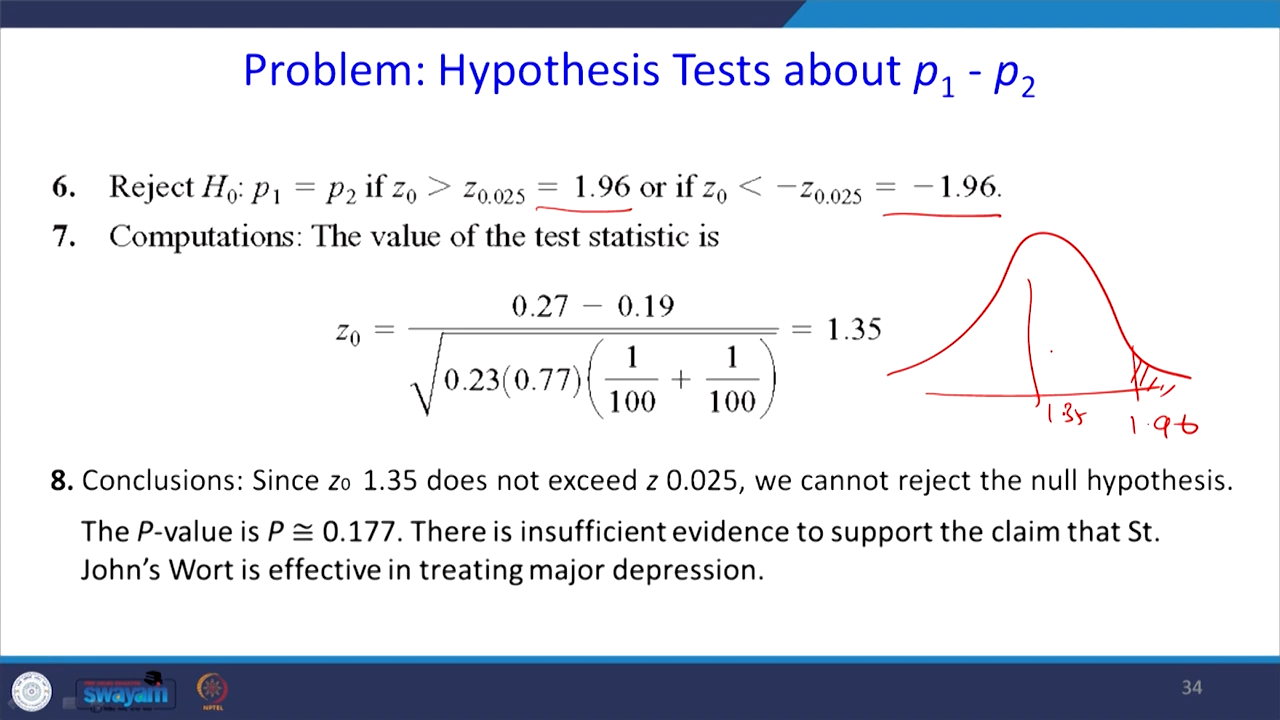 Problem: Hypothesis Tests about p₁ - p₂
6. Reject H₀: p₁ = p₂ if z₀ > z₀.₀₂₅ = 1.96 or if z₀ < −z₀.₀₂₅ = −1.96.
7. Computations: The value of the test statistic is
z₀ = (0.27 − 0.19) / √(0.23(0.77)(1/100 + 1/100)) = 1.35
1.35
1.96
8. Conclusions: Since z₀ 1.35 does not exceed z 0.025, we cannot reject the null hypothesis.
The P-value is P ≅ 0.177. There is insufficient evidence to support the claim that St.
John’s Wort is effective in treating major depression.
swayam
NPTEL
34